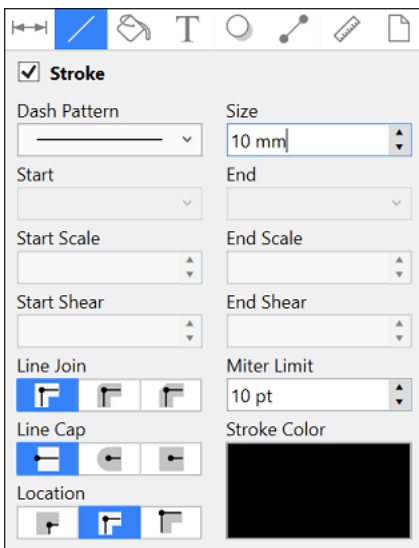 T
Stroke
Dash Pattern
Size
10 mm
Start
End
Start Scale
End Scale
Start Shear
End Shear
Line Join
Miter Limit
10 pt
Line Cap
Stroke Color
Location